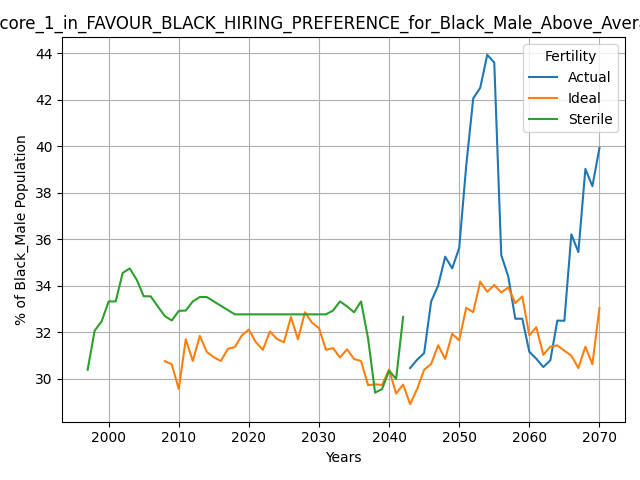 core_1_in_FAVOUR_BLACK_HIRING_PREFERENCE_for_Black_Male_Above_Avera
Fertility
Actual
Ideal
Sterile
% of Black_Male Population
44
42
40
38
36
34
32
30
2000 2010 2020 2030 2040 2050 2060 2070
Years